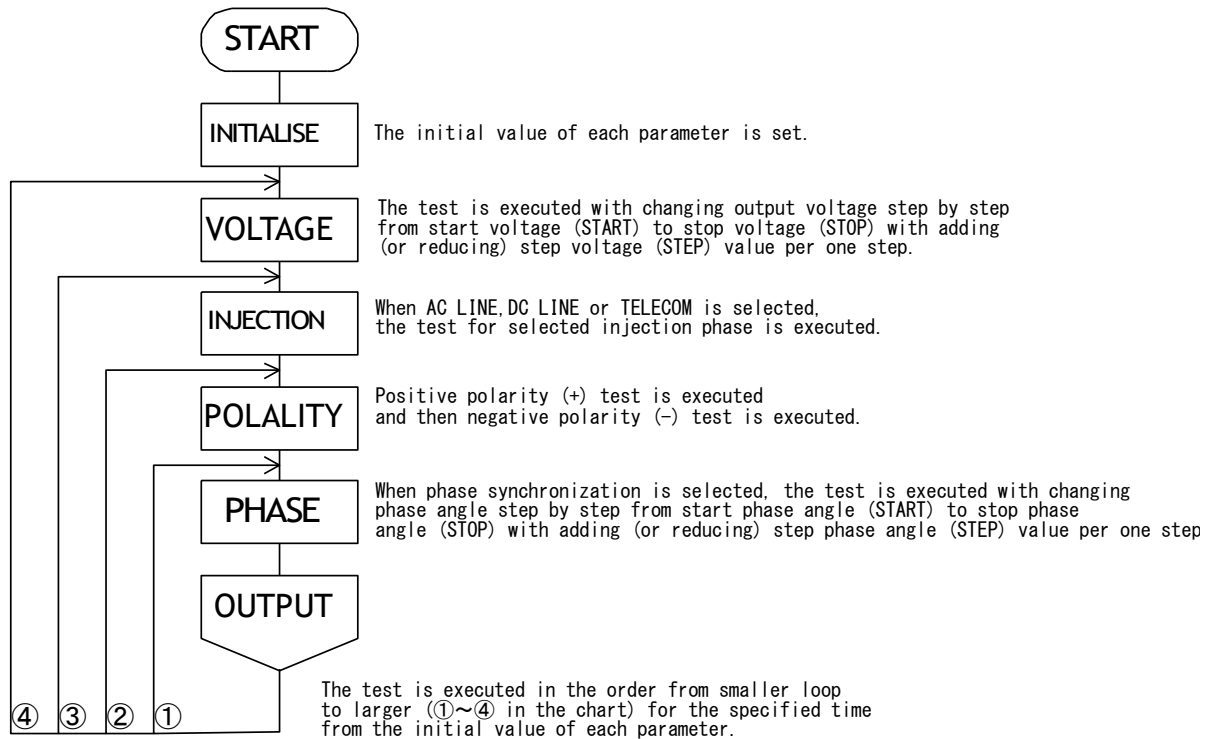 START
INITIALISE
The initial value of each parameter is set.
VOLTAGE
The test is executed with changing output voltage step by step
from start voltage (START) to stop voltage (STOP) with adding
(or reducing) step voltage (STEP) value per one step.
INJECTION
When AC LINE,DC LINE or TELECOM is selected,
the test for selected injection phase is executed.
POLALITY
Positive polarity (+) test is executed
and then negative polarity (-) test is executed.
PHASE
When phase synchronization is selected, the test is executed with changing
phase angle step by step from start phase angle (START) to stop phase
angle (STOP) with adding (or reducing) step phase angle (STEP) value per one step
OUTPUT
The test is executed in the order from smaller loop
to larger (①～④ in the chart) for the specified time
from the initial value of each parameter.
④ ③ ② ①